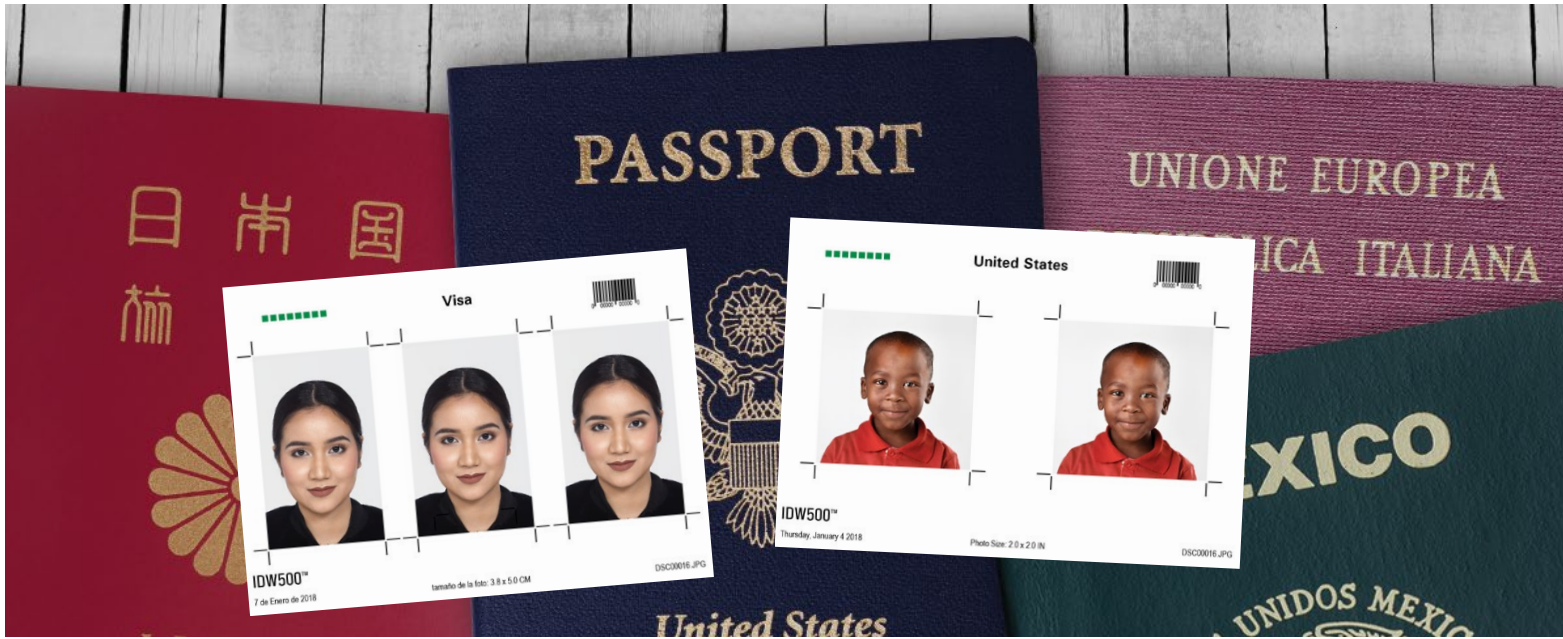 日本国
旅
PASSPORT
United States
UNIONE EUROPEA
ICA ITALIANA
XICO
UNIDOS
Visa
IDW500™
7 de Enero de 2018
tamaño de la foto: 3.8 x 5.0 CM
DSC00016.JPG
United States
IDW500™
Thursday, January 4 2018
Photo Size: 2.0 x 2.0 IN
DSC00016.JPG